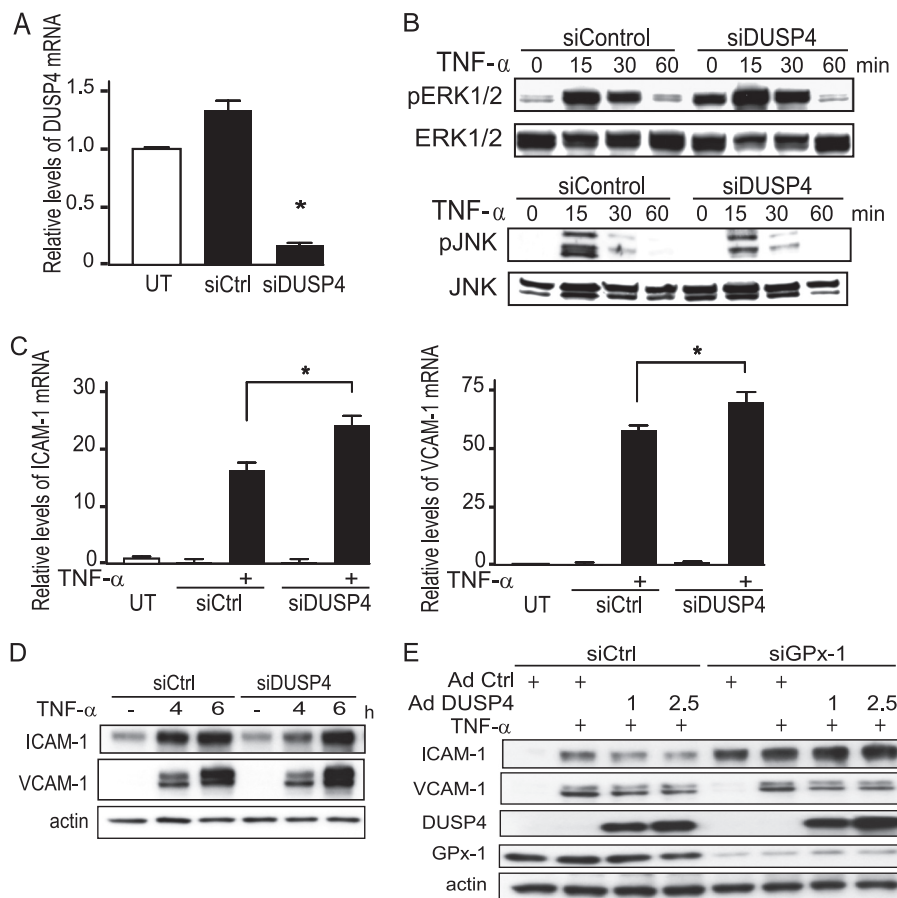 A
Relative levels of DUSP4 mRNA
1.5
1.0
0.5
0
*
UT siCtrl siDUSP4
B
siControl siDUSP4
TNF-α 0 15 30 60 0 15 30 60 min
pERK1/2
ERK1/2
siControl siDUSP4
TNF-α 0 15 30 60 0 15 30 60 min
pJNK
JNK
C
Relative levels of ICAM-1 mRNA
30
20
10
0
*
TNF-α + +
UT siCtrl siDUSP4
Relative levels of VCAM-1 mRNA
75
50
25
0
*
TNF-α + +
UT siCtrl siDUSP4
D
siCtrl siDUSP4
TNF-α - 4 6 - 4 6 h
ICAM-1
VCAM-1
actin
E
siCtrl siGPx-1
Ad Ctrl + + + +
Ad DUSP4 1 2.5 1 2.5
TNF-α + + + + + +
ICAM-1
VCAM-1
DUSP4
GPx-1
actin